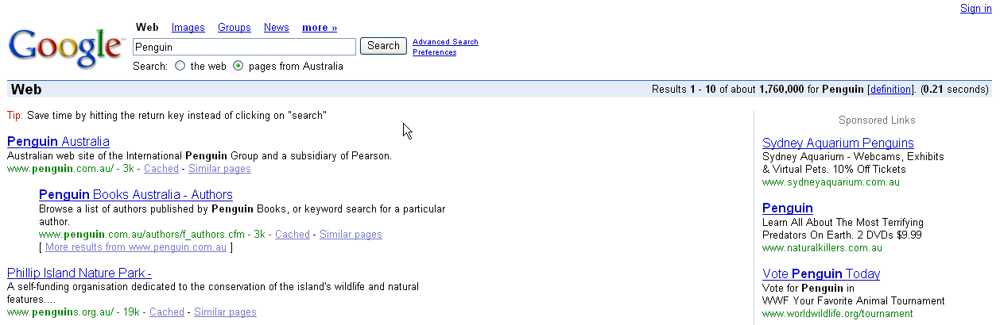 Sign in
Web Images Groups News more »
Google™
Penguin Search Advanced Search
Preferences
Search: the web pages from Australia
Web Results 1 - 10 of about 1,760,000 for Penguin [definition]. (0.21 seconds)
Tip: Save time by hitting the return key instead of clicking on "search"
Penguin Australia
Australian web site of the International Penguin Group and a subsidiary of Pearson.
www.penguin.com.au/ - 3k - Cached - Similar pages
Penguin Books Australia - Authors
Browse a list of authors published by Penguin Books, or keyword search for a particular
author.
www.penguin.com.au/authors/f_authors.cfm - 3k - Cached - Similar pages
[ More results from www.penguin.com.au ]
Phillip Island Nature Park -
A self-funding organisation dedicated to the conservation of the island's wildlife and natural
features....
www.penguins.org.au/ - 19k - Cached - Similar pages
Sponsored Links
Sydney Aquarium Penguins
Sydney Aquarium - Webcams, Exhibits
& Virtual Pets. 10% Off Tickets
www.sydneyaquarium.com.au
Penguin
Learn All About The Most Terrifying
Predators On Earth. 2 DVDs $9.99
www.naturalkillers.com.au
Vote Penguin Today
Vote for Penguin in
WWF Your Favorite Animal Tournament
www.worldwildlife.org/tournament